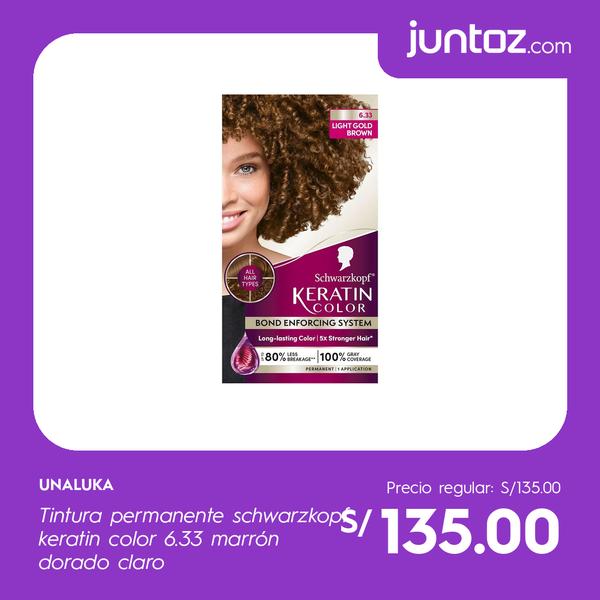 juntoz.com
6.33
LIGHT GOLD
BROWN
ALL
HAIR
TYPES
Schwarzkopf
KERATIN
COLOR
BOND ENFORCING SYSTEM
Long-lasting Color | 5X Stronger Hair*
UP TO 80% LESS BREAKAGE** | 100% GRAY COVERAGE
PERMANENT | 1 APPLICATION
UNALUKA
Precio regular: S/135.00
Tintura permanente schwarzkopf
keratin color 6.33 marrón
dorado claro
S/ 135.00